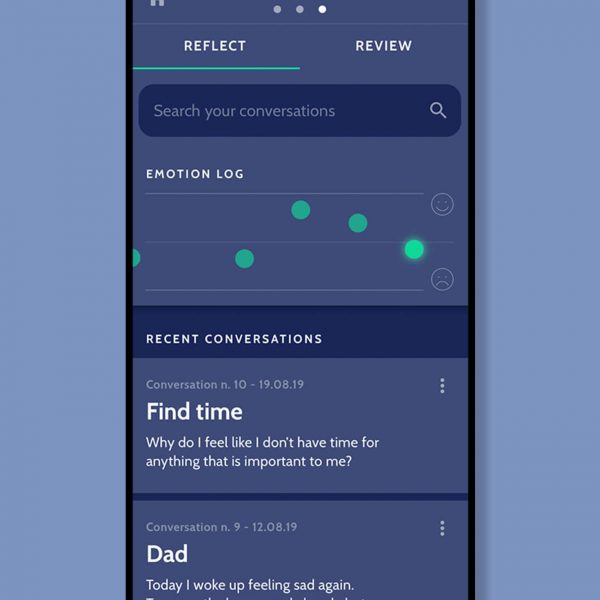 REFLECT REVIEW
Search your conversations
EMOTION LOG
RECENT CONVERSATIONS
Conversation n. 10 - 19.08.19
Find time
Why do I feel like I don't have time for
anything that is important to me?
Conversation n. 9 - 12.08.19
Dad
Today I woke up feeling sad again.